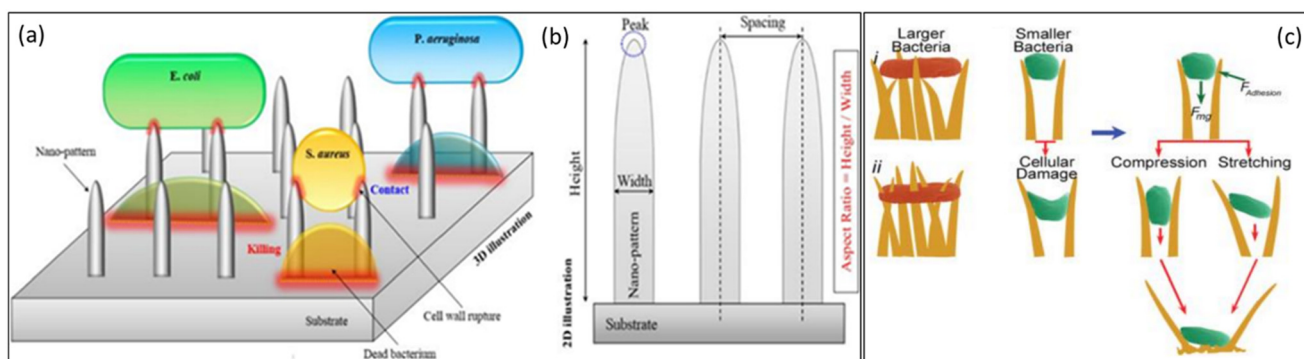 (a)
E. coli
P. aeruginosa
Nano-pattern
S. aureus
Contact
Killing
3D illustration
Cell wall rupture
Substrate
Dead bacterium
(b)
Peak
Spacing
Height
Width
Nano-pattern
Aspect Ratio = Height / Width
2D illustration
Substrate
(c)
Larger
Bacteria
Smaller
Bacteria
i
F Adhesion
Fmg
ii
Cellular
Damage
Compression
Stretching